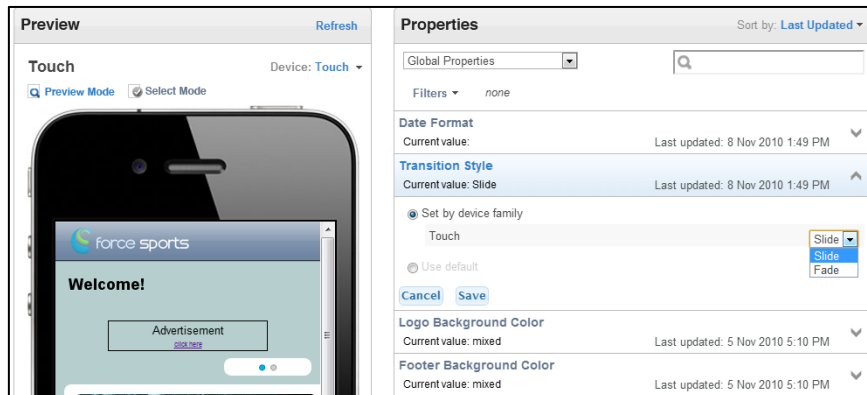 Preview
Refresh
Touch
Device: Touch
Preview Mode
Select Mode
force sports
Welcome!
Advertisement
click here
Properties
Sort by: Last Updated
Global Properties
Filters
none
Date Format
Current value:
Last updated: 8 Nov 2010 1:49 PM
Transition Style
Current value: Slide
Last updated: 8 Nov 2010 1:49 PM
Set by device family
Touch
Slide
Slide
Fade
Use default
Cancel
Save
Logo Background Color
Current value: mixed
Last updated: 5 Nov 2010 5:10 PM
Footer Background Color
Current value: mixed
Last updated: 5 Nov 2010 5:10 PM